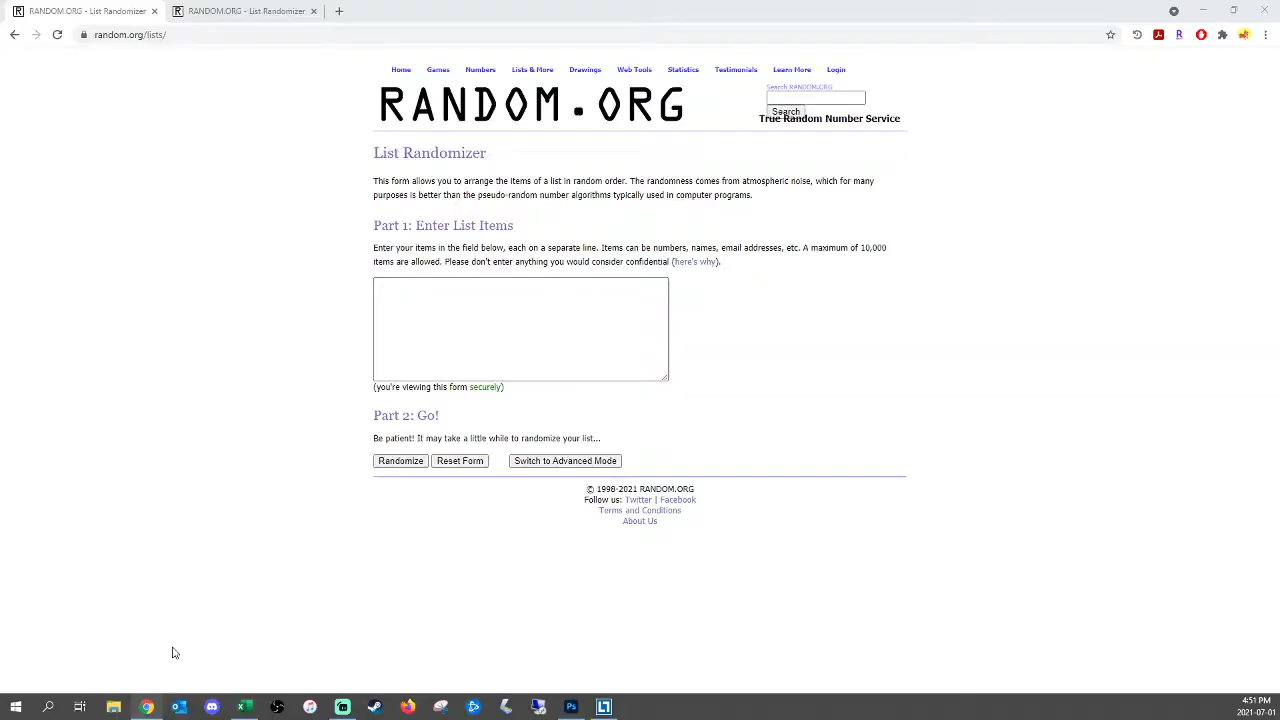 RANDOM.ORG - List Randomizer
RANDOM.ORG - List Randomizer
random.org/lists/
Home Games Numbers Lists & More Drawings Web Tools Statistics Testimonials Learn More Login
RANDOM.ORG
Search RANDOM.ORG
Search
True Random Number Service
List Randomizer
This form allows you to arrange the items of a list in random order. The randomness comes from atmospheric noise, which for many
purposes is better than the pseudo-random number algorithms typically used in computer programs.
Part 1: Enter List Items
Enter your items in the field below, each on a separate line. Items can be numbers, names, email addresses, etc. A maximum of 10,000
items are allowed. Please don't enter anything you would consider confidential (here's why).
(you're viewing this form securely)
Part 2: Go!
Be patient! It may take a little while to randomize your list...
Randomize Reset Form Switch to Advanced Mode
© 1998-2021 RANDOM.ORG
Follow us: Twitter | Facebook
Terms and Conditions
About Us
4:51 PM
2021-07-01